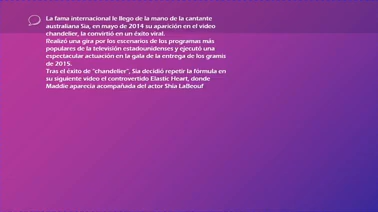 La fama internacional le llego de la mano de la cantante
australiana Sia, en mayo de 2014 su aparición en el video
chandelier, la convirtió en un éxito viral.
Realizó una gira por los escenarios de los programas más
populares de la televisión estadounidenses y ejecutó una
espectacular actuación en la gala de la entrega de los gramis
de 2015.
Tras el éxito de "chandelier", Sia decidió repetir la fórmula en
su siguiente video el controvertido Elastic Heart, donde
Maddie aparecia acompañada del actor Shia LaBeouf